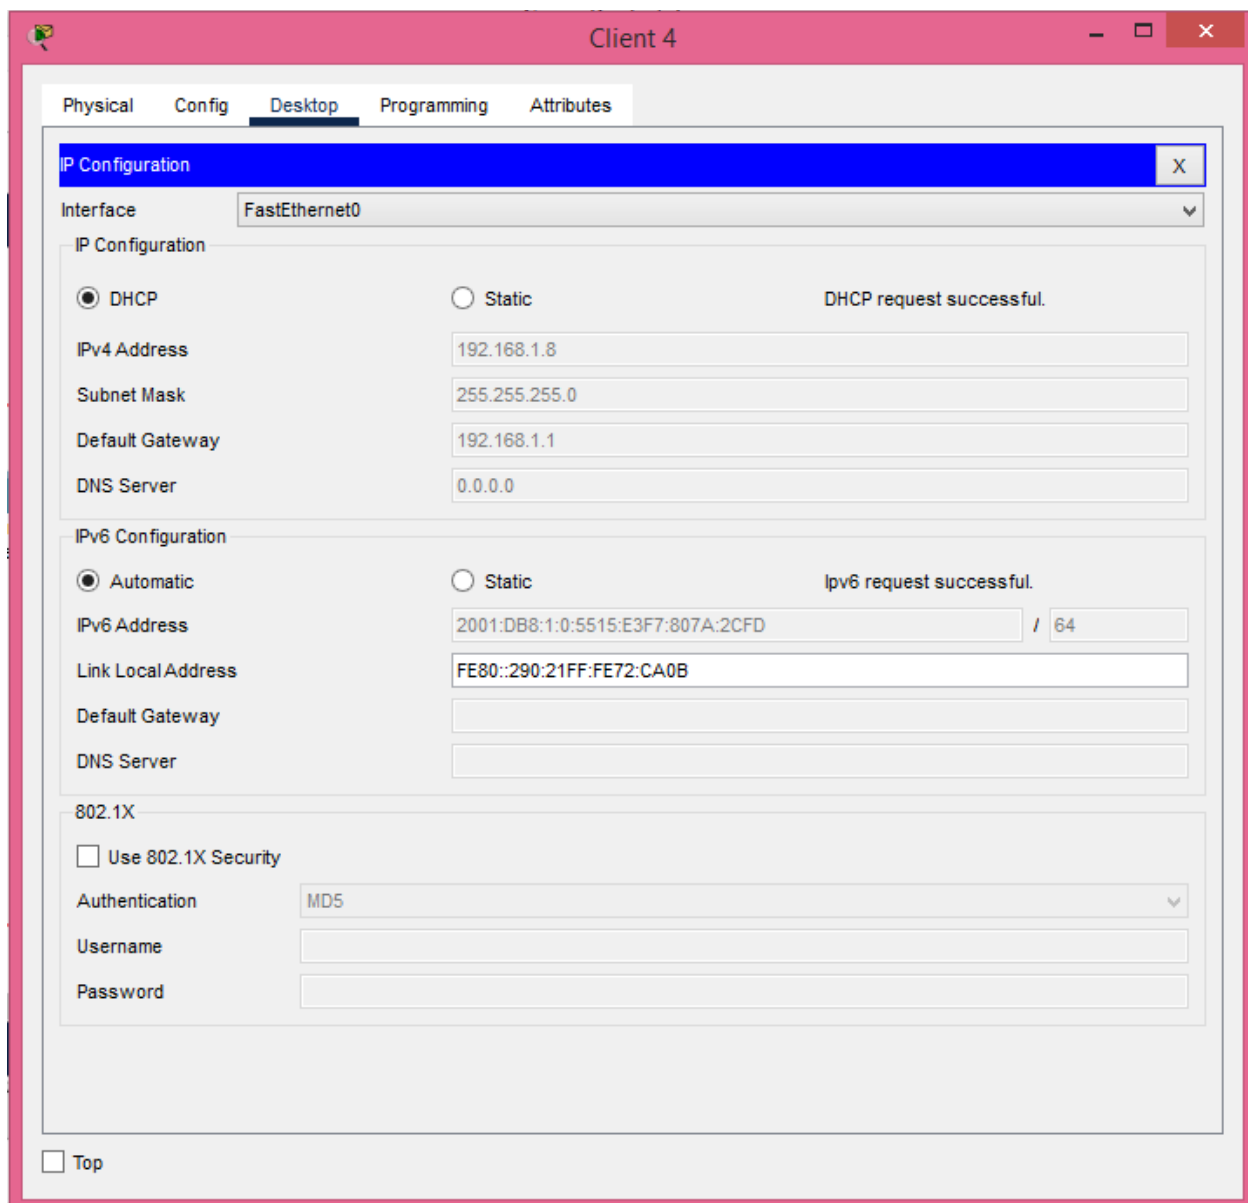 Client 4
Physical Config Desktop Programming Attributes
IP Configuration X
Interface FastEthernet0
IP Configuration
DHCP Static DHCP request successful.
IPv4 Address 192.168.1.8
Subnet Mask 255.255.255.0
Default Gateway 192.168.1.1
DNS Server 0.0.0.0
IPv6 Configuration
Automatic Static Ipv6 request successful.
IPv6 Address 2001:DB8:1:0:5515:E3F7:807A:2CFD / 64
Link Local Address FE80::290:21FF:FE72:CA0B
Default Gateway
DNS Server
802.1X
Use 802.1X Security
Authentication MD5
Username
Password
Top